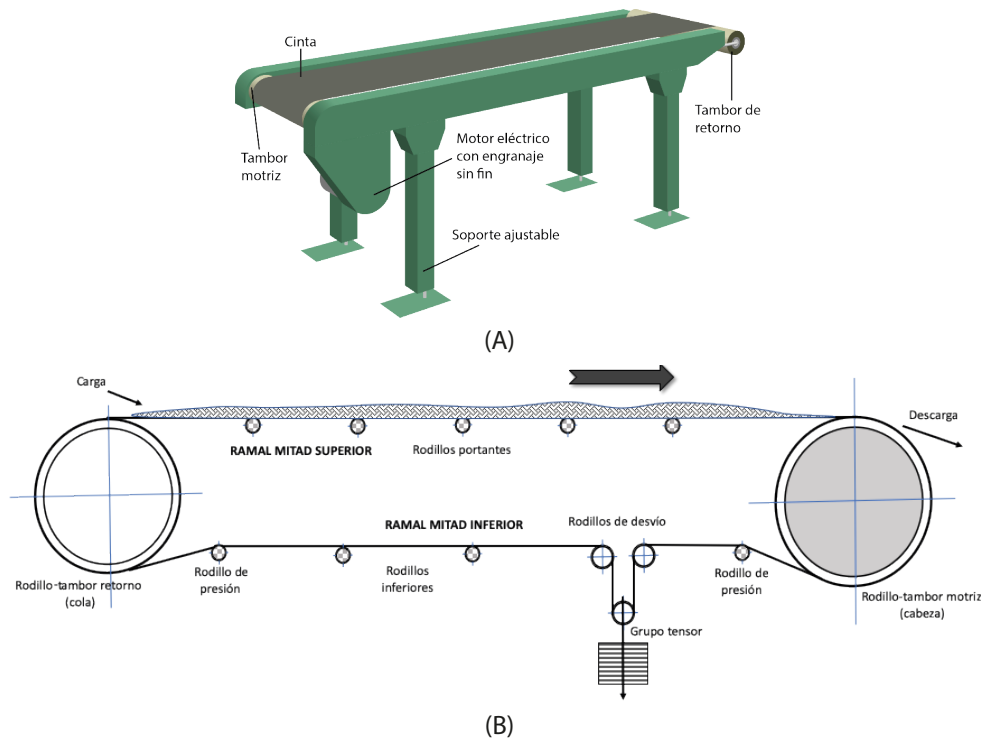 Cinta
Tambor de
retorno
Motor eléctrico
con engranaje
sin fin
Tambor
motriz
Soporte ajustable
(A)
Carga
Descarga
RAMAL MITAD SUPERIOR
Rodillos portantes
RAMAL MITAD INFERIOR
Rodillos de desvío
Rodillo-tambor retorno
(cola)
Rodillo de
presión
Rodillos
inferiores
Rodillo de
presión
Rodillo-tambor motriz
(cabeza)
Grupo tensor
(B)